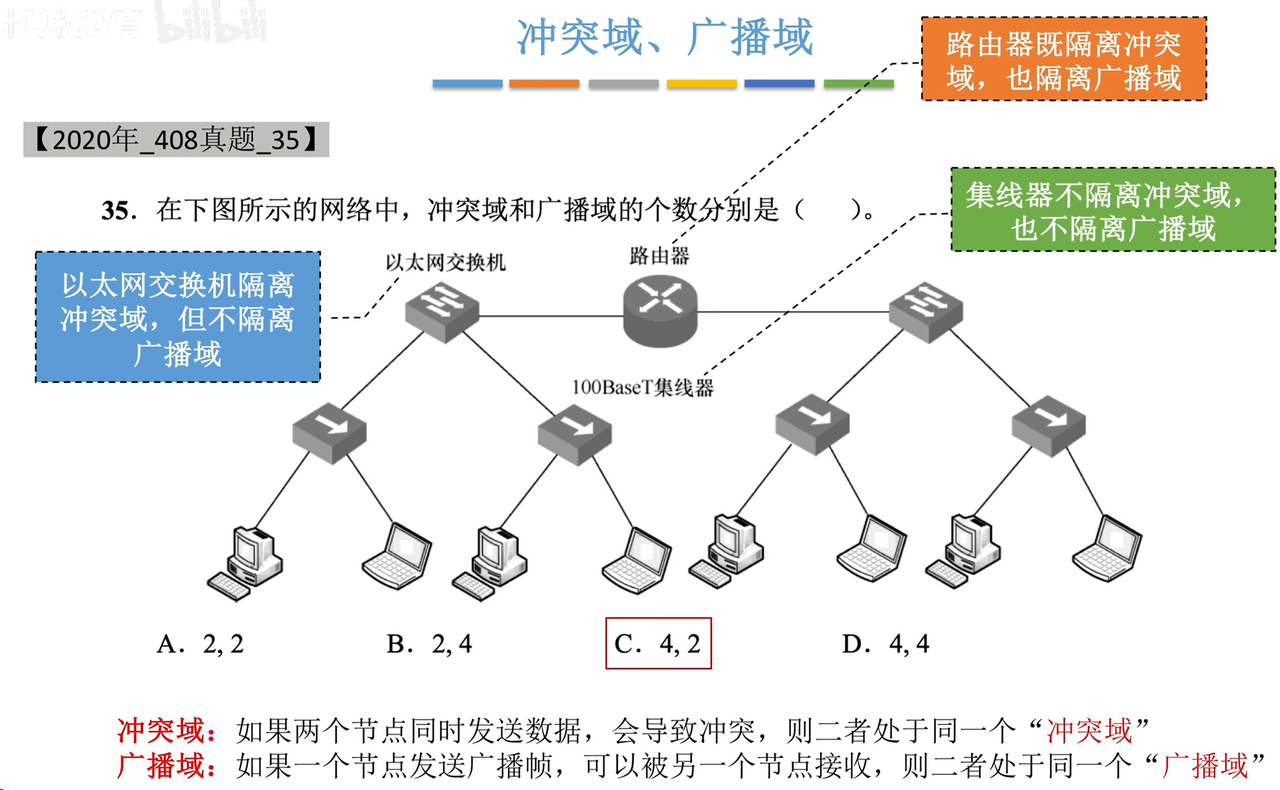 计算机教育 bilibili
冲突域、广播域
路由器既隔离冲突
域，也隔离广播域
【2020年_408真题_35】
集线器不隔离冲突域，
也不隔离广播域
35．在下图所示的网络中，冲突域和广播域的个数分别是（　　）。
以太网交换机隔离
冲突域，但不隔离
广播域
以太网交换机
路由器
100BaseT集线器
A．2, 2
B．2, 4
C．4, 2
D．4, 4
冲突域：如果两个节点同时发送数据，会导致冲突，则二者处于同一个“冲突域”
广播域：如果一个节点发送广播帧，可以被另一个节点接收，则二者处于同一个“广播域”